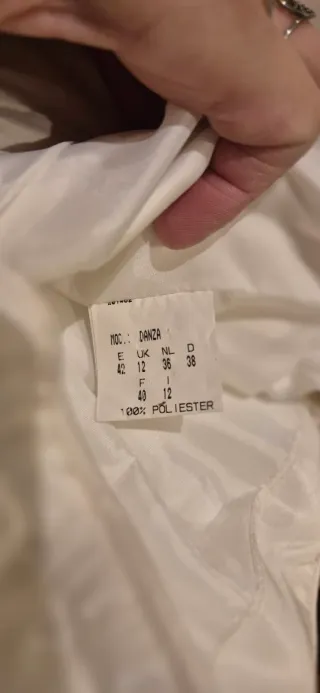 MOD.: DANZA
E UK NL D
42 12 36 38
F I
40 12
100% POLIESTER